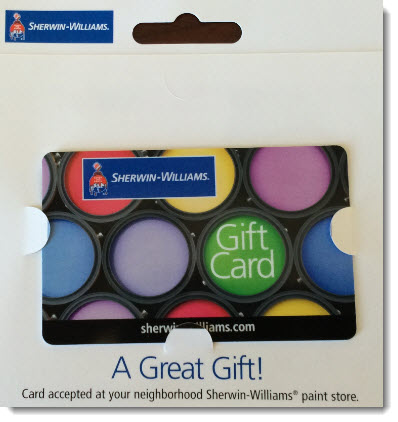 SHERWIN-WILLIAMS.
SHERWIN-WILLIAMS.
Gift
Card
sherwin-williams.com
A Great Gift!
Card accepted at your neighborhood Sherwin-Williams® paint store.